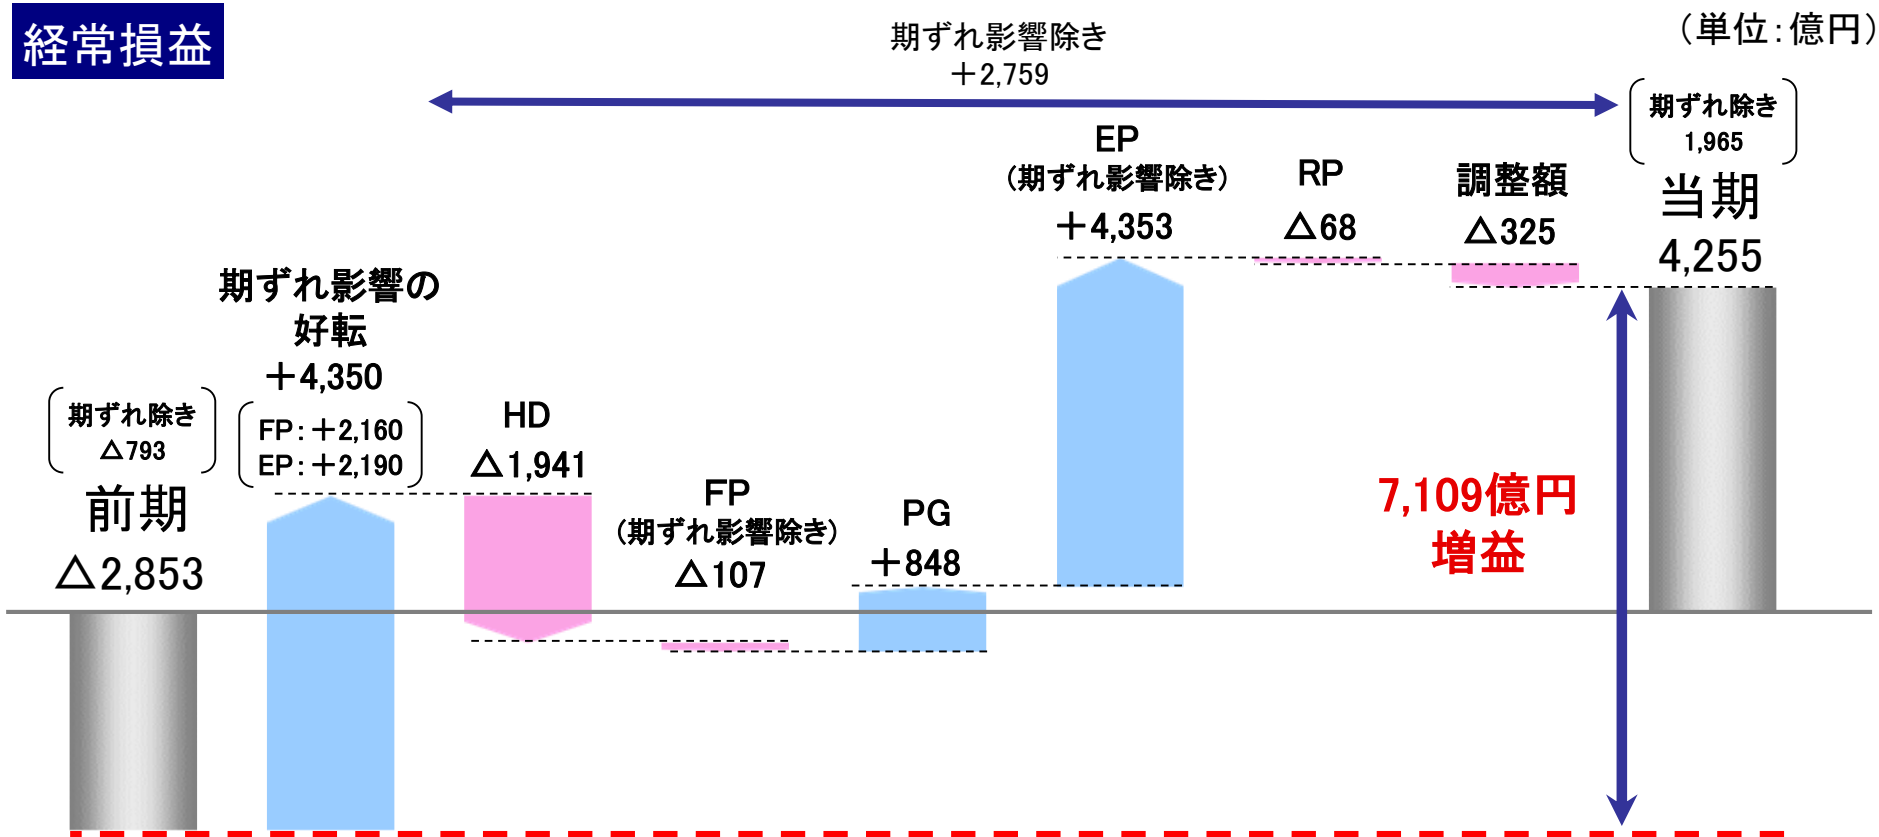 経常損益
(単位:億円)
期ずれ影響除き
+2,759
期ずれ除き
△793
前期
△2,853
期ずれ影響の
好転
+4,350
FP:+2,160
EP:+2,190
HD
△1,941
FP
(期ずれ影響除き)
△107
PG
+848
EP
(期ずれ影響除き)
+4,353
RP
△68
調整額
△325
期ずれ除き
1,965
当期
4,255
7,109億円
増益